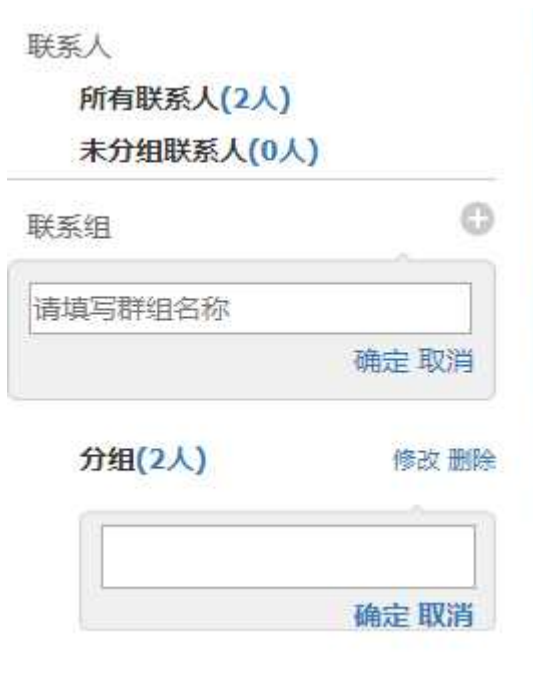 联系人
所有联系人(2人)
未分组联系人(0人)
联系组
请填写群组名称
确定 取消
分组(2人) 修改 删除
确定 取消